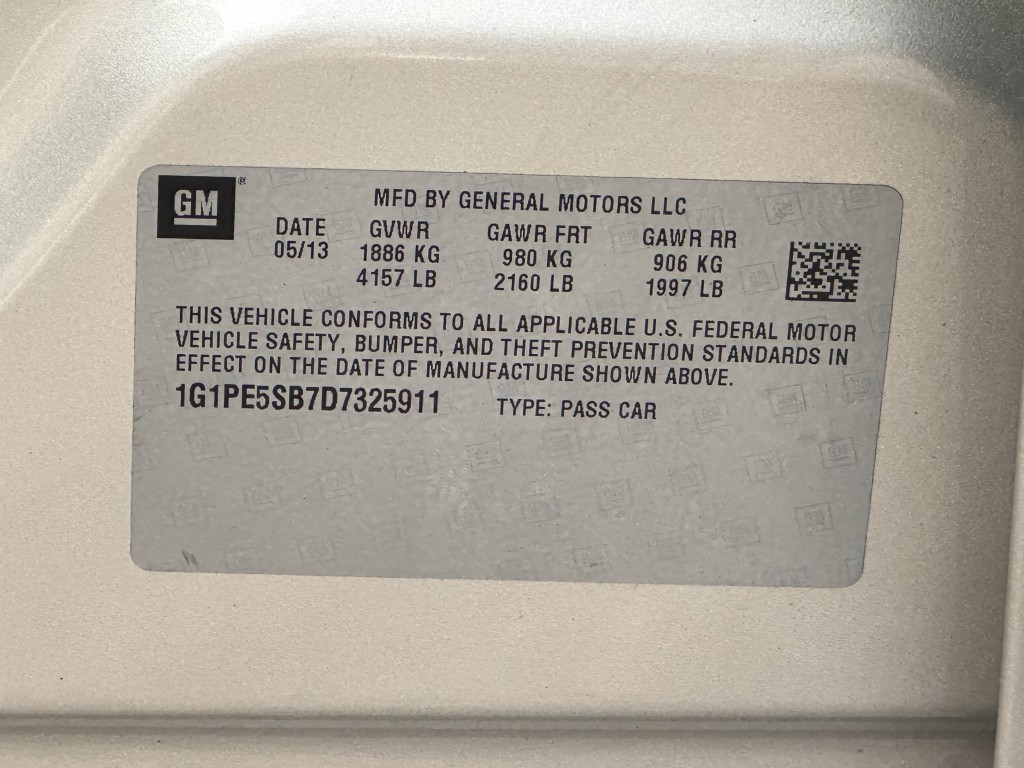 GM®
MFD BY GENERAL MOTORS LLC
DATE GVWR GAWR FRT GAWR RR
05/13 1886 KG 980 KG 906 KG
4157 LB 2160 LB 1997 LB
THIS VEHICLE CONFORMS TO ALL APPLICABLE U.S. FEDERAL MOTOR
VEHICLE SAFETY, BUMPER, AND THEFT PREVENTION STANDARDS IN
EFFECT ON THE DATE OF MANUFACTURE SHOWN ABOVE.
1G1PE5SB7D7325911 TYPE: PASS CAR